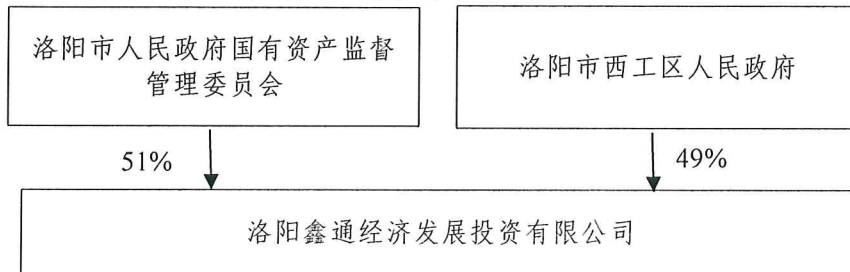 洛阳市人民政府国有资产监督
管理委员会
洛阳市西工区人民政府
51%
49%
洛阳鑫通经济发展投资有限公司